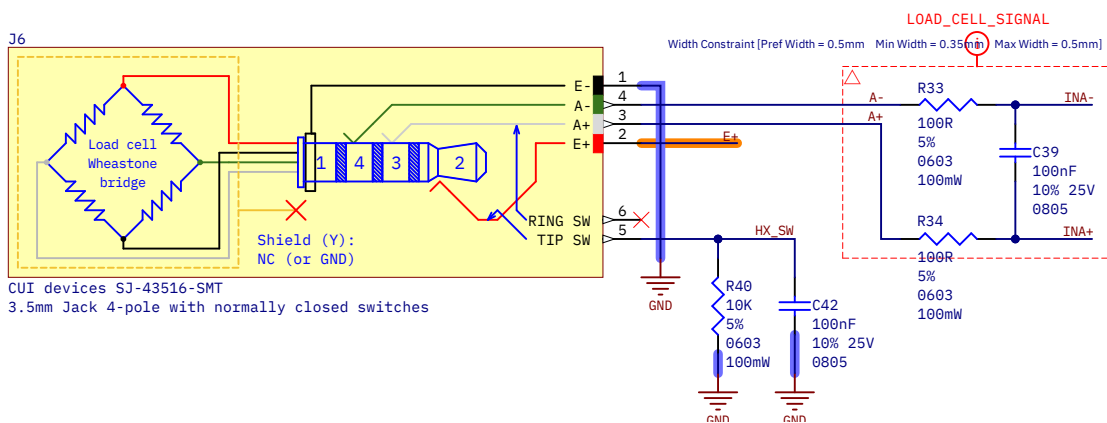 LOAD_CELL_SIGNAL
Width Constraint [Pref Width = 0.5mm Min Width = 0.35mm Max Width = 0.5mm]
i
J6
E- 1
A- 4
A+ 3
E+ 2
E+
A-
A+
Load cell
Wheastone
bridge
1 4 3 2
RING SW 6
TIP SW 5
Shield (Y):
NC (or GND)
CUI devices SJ-43516-SMT
3.5mm Jack 4-pole with normally closed switches
GND
HX_SW
R40
10K
5%
0603
100mW
GND
C42
100nF
10% 25V
0805
GND
R33
100R
5%
0603
100mW
INA-
C39
100nF
10% 25V
0805
R34
100R
5%
0603
100mW
INA+